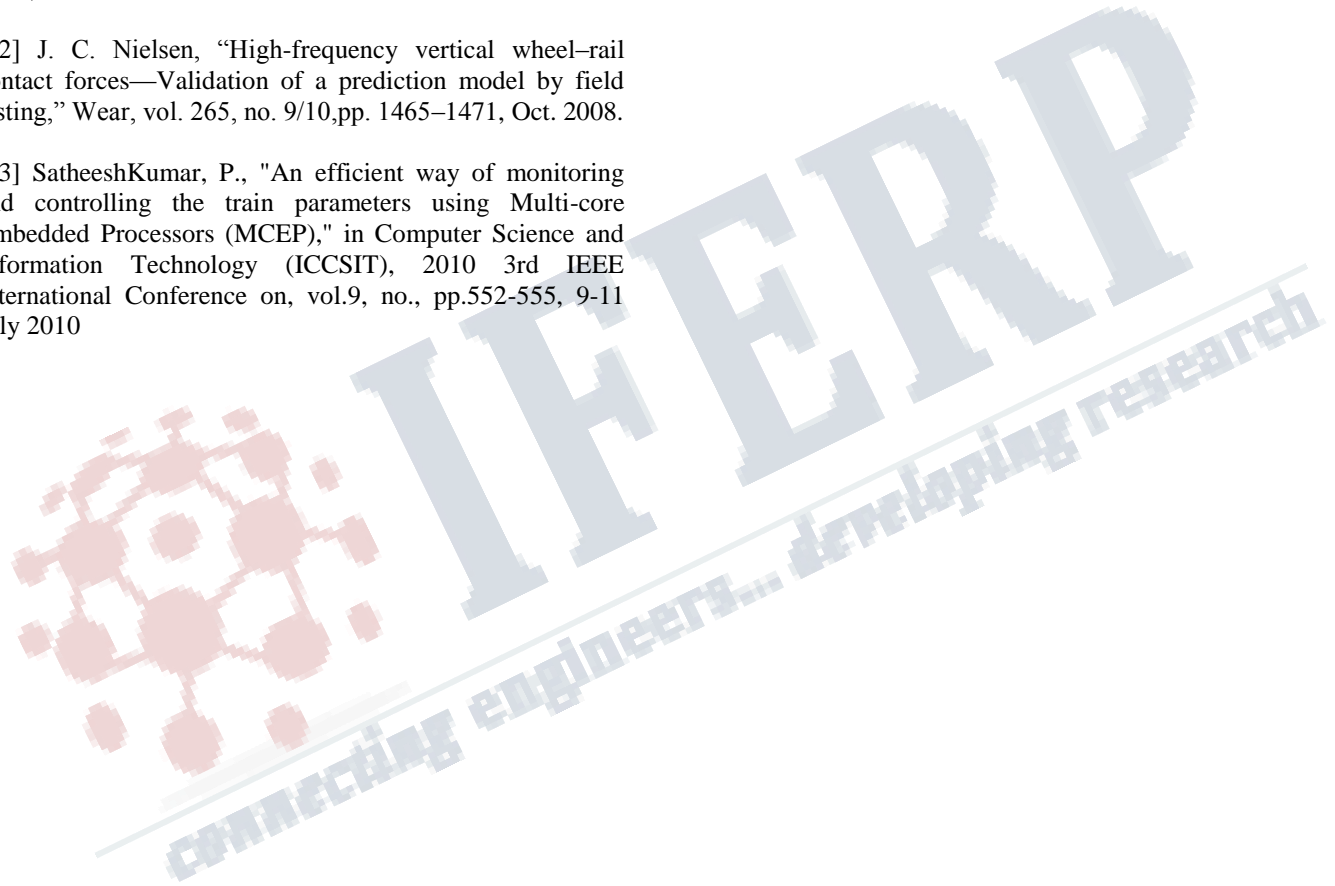 2] J. C. Nielsen, “High-frequency vertical wheel–rail
ntact forces—Validation of a prediction model by field
sting,” Wear, vol. 265, no. 9/10,pp. 1465–1471, Oct. 2008.
3] SatheeshKumar, P., "An efficient way of monitoring
d controlling the train parameters using Multi-core
mbedded Processors (MCEP)," in Computer Science and
formation Technology (ICCSIT), 2010 3rd IEEE
ternational Conference on, vol.9, no., pp.552-555, 9-11
ly 2010
IFERP
connecting engineers... developing research